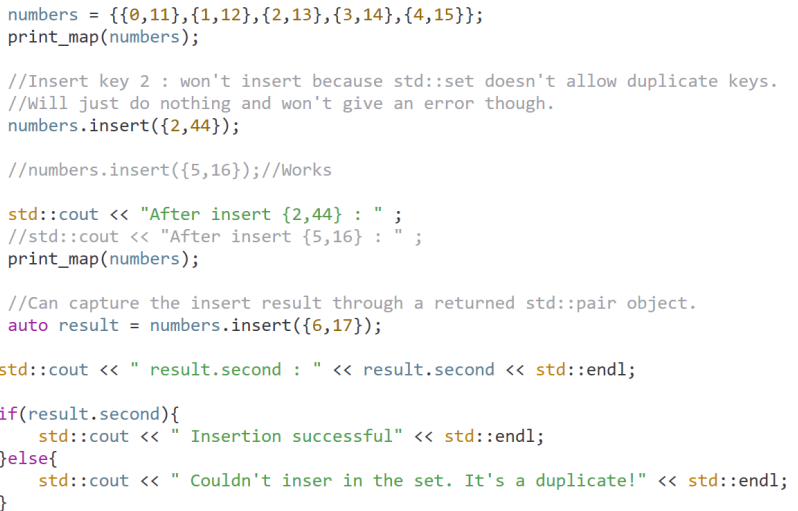 numbers = {{0,11},{1,12},{2,13},{3,14},{4,15}};
print_map(numbers);
//Insert key 2 : won't insert because std::set doesn't allow duplicate keys.
//Will just do nothing and won't give an error though.
numbers.insert({2,44});
//numbers.insert({5,16});//Works
std::cout << "After insert {2,44} : " ;
//std::cout << "After insert {5,16} : " ;
print_map(numbers);
//Can capture the insert result through a returned std::pair object.
auto result = numbers.insert({6,17});
std::cout << " result.second : " << result.second << std::endl;
if(result.second){
std::cout << " Insertion successful" << std::endl;
}else{
std::cout << " Couldn't inser in the set. It's a duplicate!" << std::endl;
}